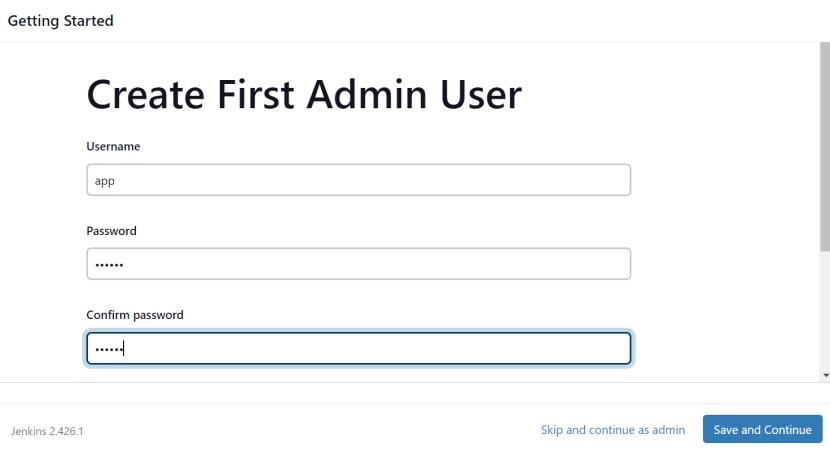 Getting Started
Create First Admin User
Username
app
Password
••••••
Confirm password
••••••
Jenkins 2.426.1
Skip and continue as admin
Save and Continue